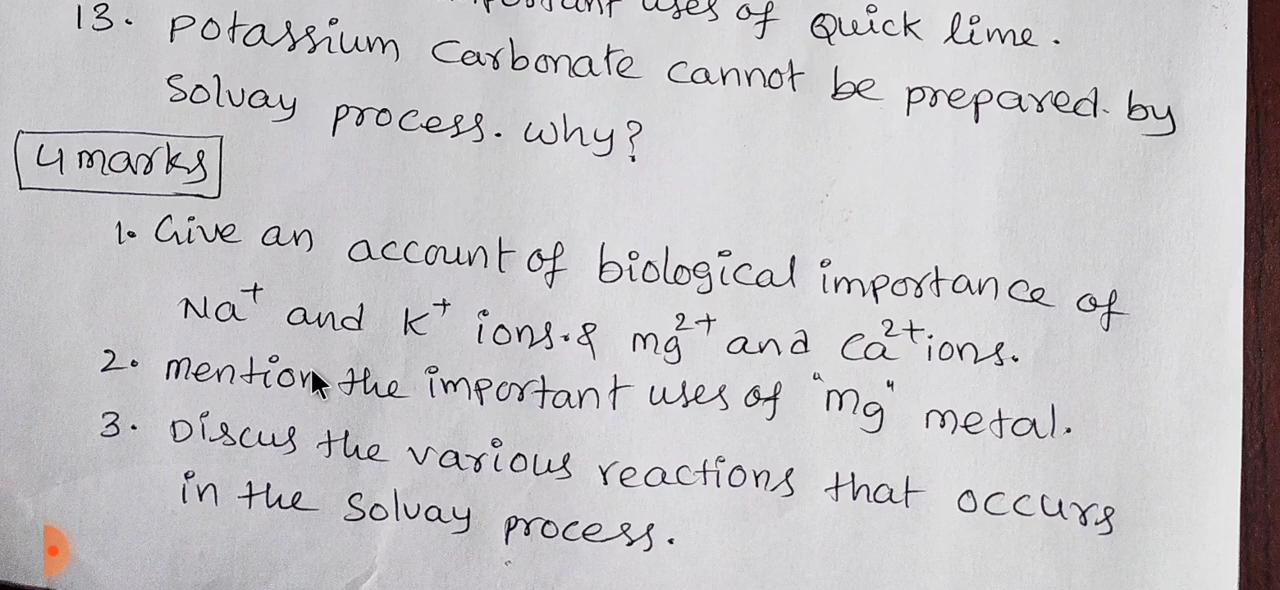 uses of Quick lime.
13. Potassium Carbonate cannot be prepared by
Solvay process. Why?
4 marks
1. Give an account of biological importance of
Na⁺ and K⁺ ions. & mg²⁺ and Ca²⁺ ions.
2. mention the important uses of "mg" metal.
3. Discus the various reactions that occurs
in the Solvay process.